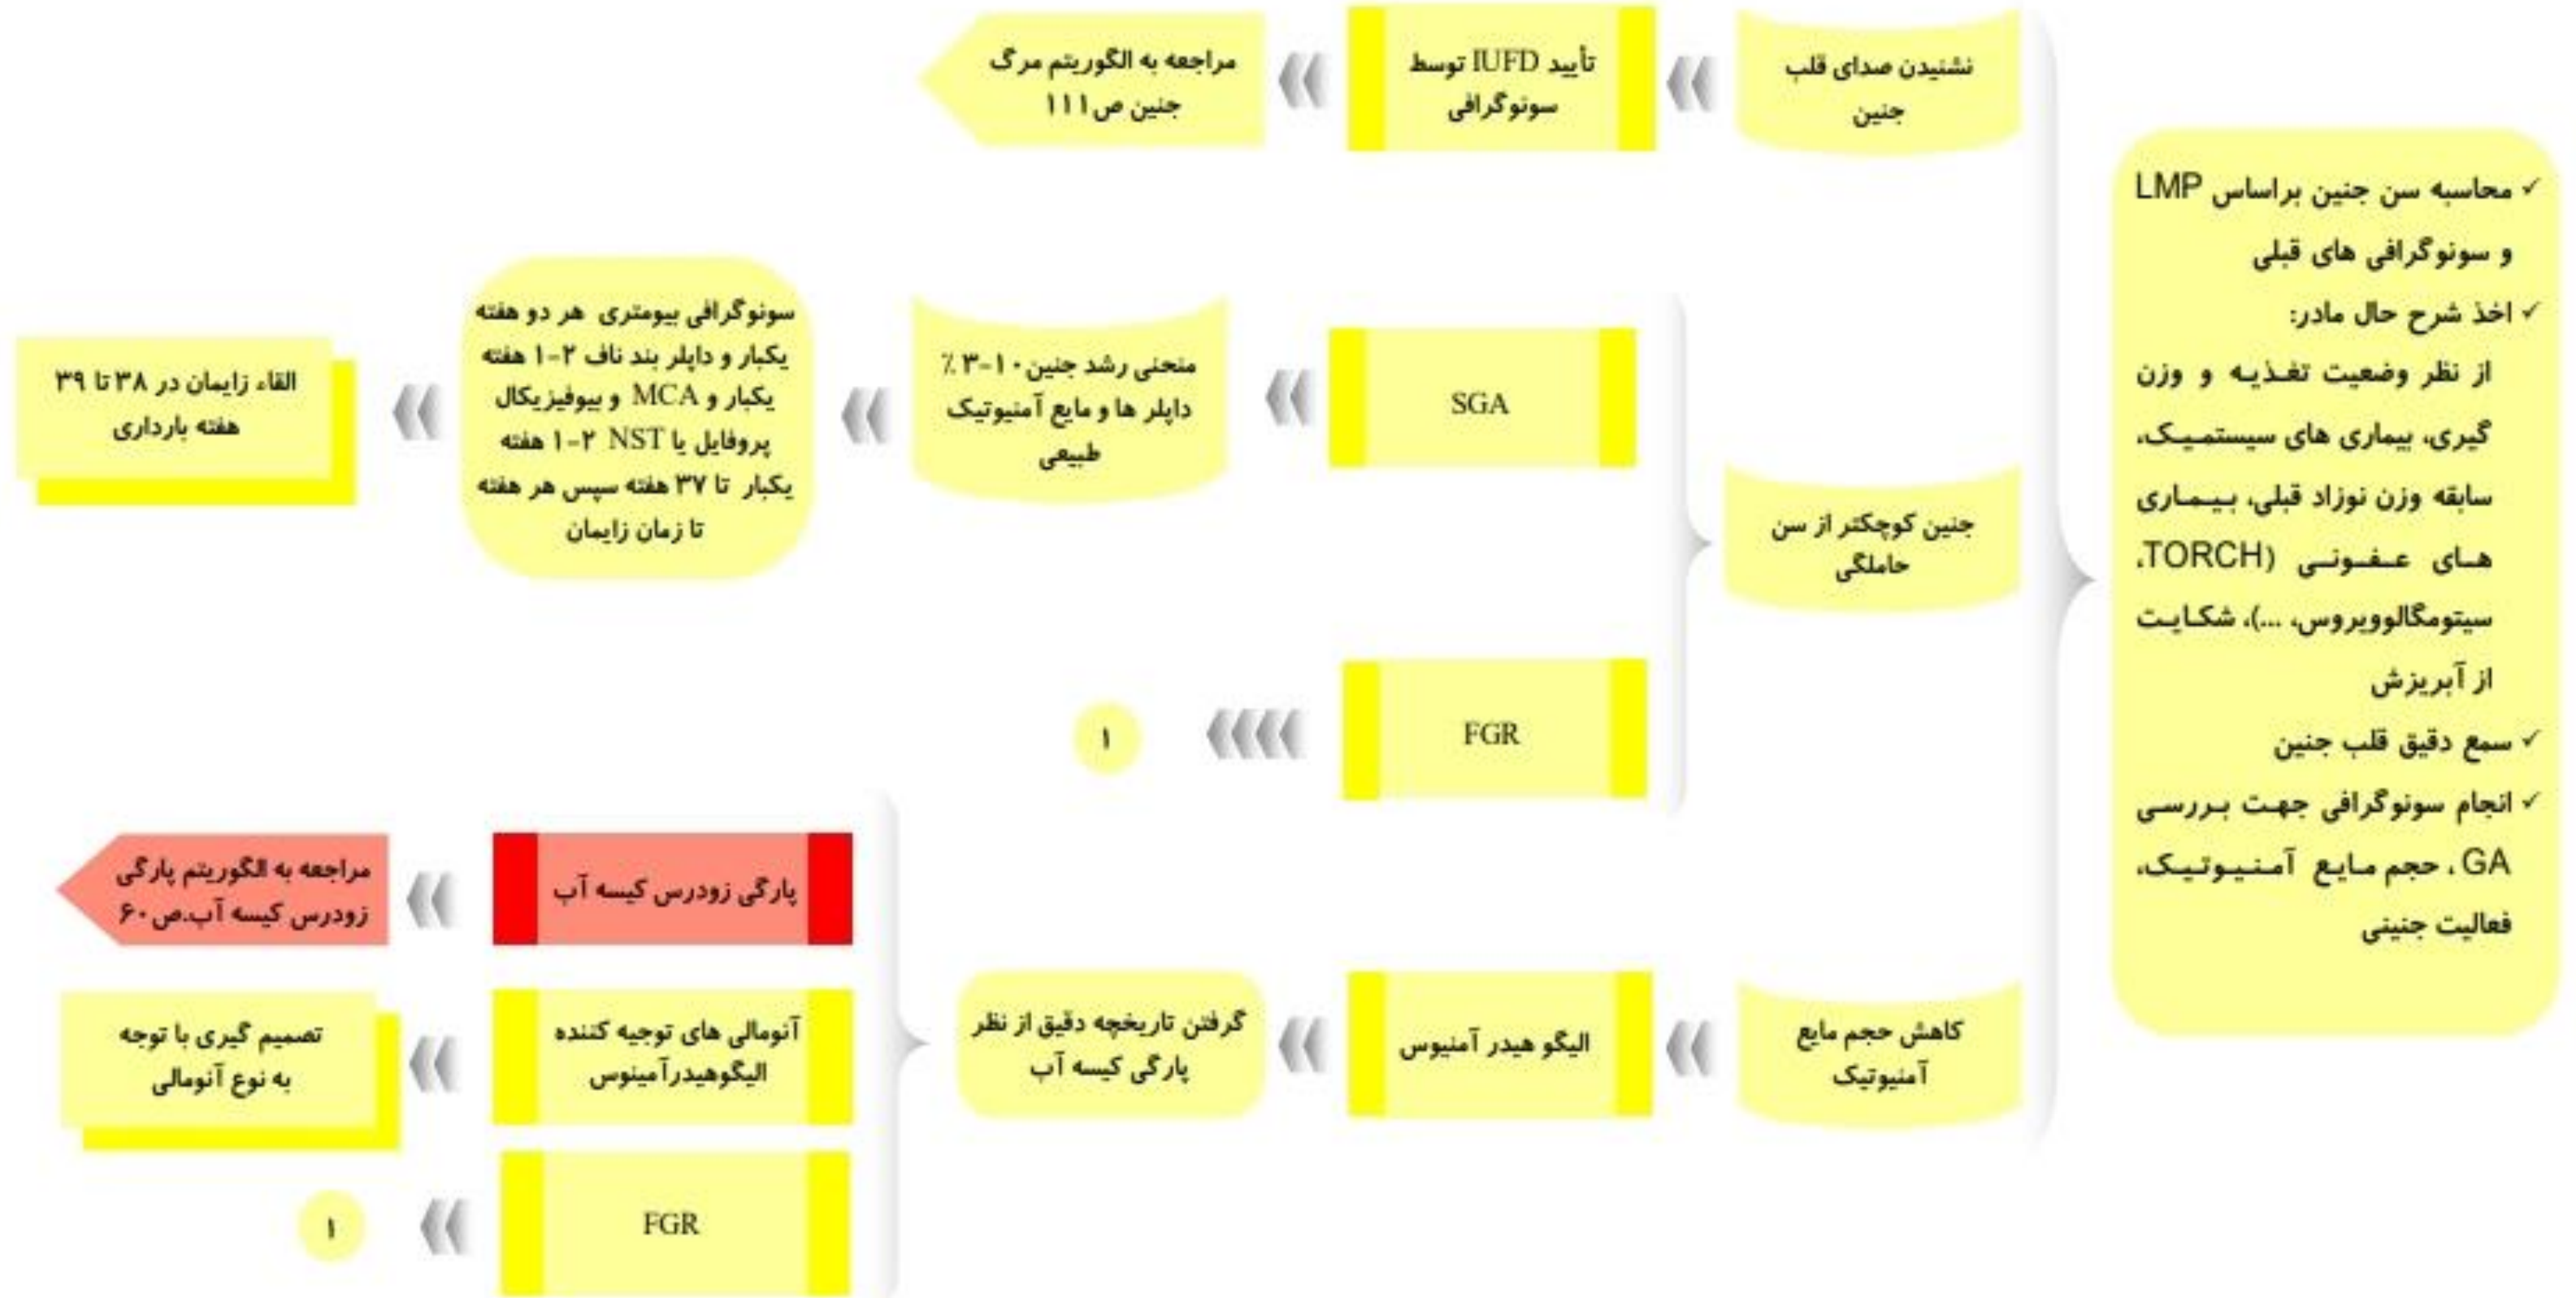 ✓ محاسبه سن جنین براساس LMP
و سونوگرافی های قبلی
✓ اخذ شرح حال مادر:
از نظر وضعیت تغذیه و وزن
گیری، بیماری های سیستمیک،
سابقه وزن نوزاد قبلی، بیماری
های عفونی (TORCH،
سیتومگالوویروس، ...)، شکایت
از آبریزش
✓ سمع دقیق قلب جنین
✓ انجام سونوگرافی جهت بررسی
GA، حجم مایع آمنیوتیک،
فعالیت جنینی
نشنیدن صدای قلب
جنین
تأیید IUFD توسط
سونوگرافی
مراجعه به الگوریتم مرگ
جنین ص۱۱۱
جنین کوچکتر از سن
حاملگی
SGA
منحنی رشد جنین۱۰-۳ ٪
داپلر ها و مایع آمنیوتیک
طبیعی
سونوگرافی بیومتری هر دو هفته
یکبار و داپلر بند ناف ۲-۱ هفته
یکبار و MCA و بیوفیزیکال
پروفایل یا NST ۲-۱ هفته
یکبار تا ۳۷ هفته سپس هر هفته
تا زمان زایمان
القاء زایمان در ۳۸ تا ۳۹
هفته بارداری
FGR
۱
کاهش حجم مایع
آمنیوتیک
الیگو هیدر آمنیوس
گرفتن تاریخچه دقیق از نظر
پارگی کیسه آب
پارگی زودرس کیسه آب
مراجعه به الگوریتم پارگی
زودرس کیسه آب.ص۶۰
آنومالی های توجیه کننده
الیگوهیدرآمینوس
تصمیم گیری با توجه
به نوع آنومالی
FGR
۱